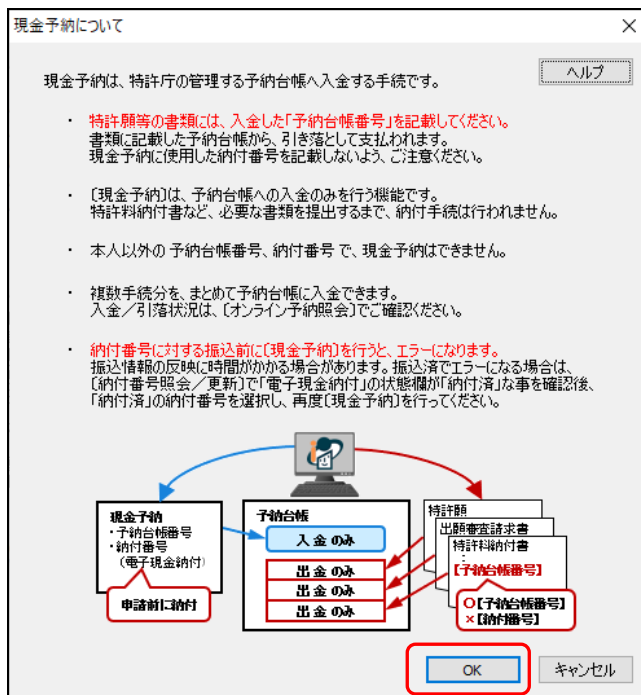 現金予納について
ヘルプ
現金予納は、特許庁の管理する予納台帳へ入金する手続です。
・ 特許願等の書類には、入金した「予納台帳番号」を記載してください。
書類に記載した予納台帳から、引き落として支払われます。
現金予納に使用した納付番号を記載しないよう、ご注意ください。
・ 〔現金予納〕は、予納台帳への入金のみを行う機能です。
特許料納付書など、必要な書類を提出するまで、納付手続は行われません。
・ 本人以外の 予納台帳番号、納付番号 で、現金予納はできません。
・ 複数手続分を、まとめて予納台帳に入金できます。
入金／引落状況は、〔オンライン予納照会〕でご確認ください。
・ 納付番号に対する振込前に〔現金予納〕を行うと、エラーになります。
振込情報の反映に時間がかかる場合があります。振込済でエラーになる場合は、
〔納付番号照会／更新〕で「電子現金納付」の状態欄が「納付済」な事を確認後、
「納付済」の納付番号を選択し、再度〔現金予納〕を行ってください。
現金予納
・予納台帳番号
・納付番号
（電子現金納付）
申請前に納付
予納台帳
入金のみ
出金のみ
出金のみ
出金のみ
特許願
出願審査請求書
特許料納付書
：
【予納台帳番号】
○【予納台帳番号】
×【納付番号】
OK
キャンセル